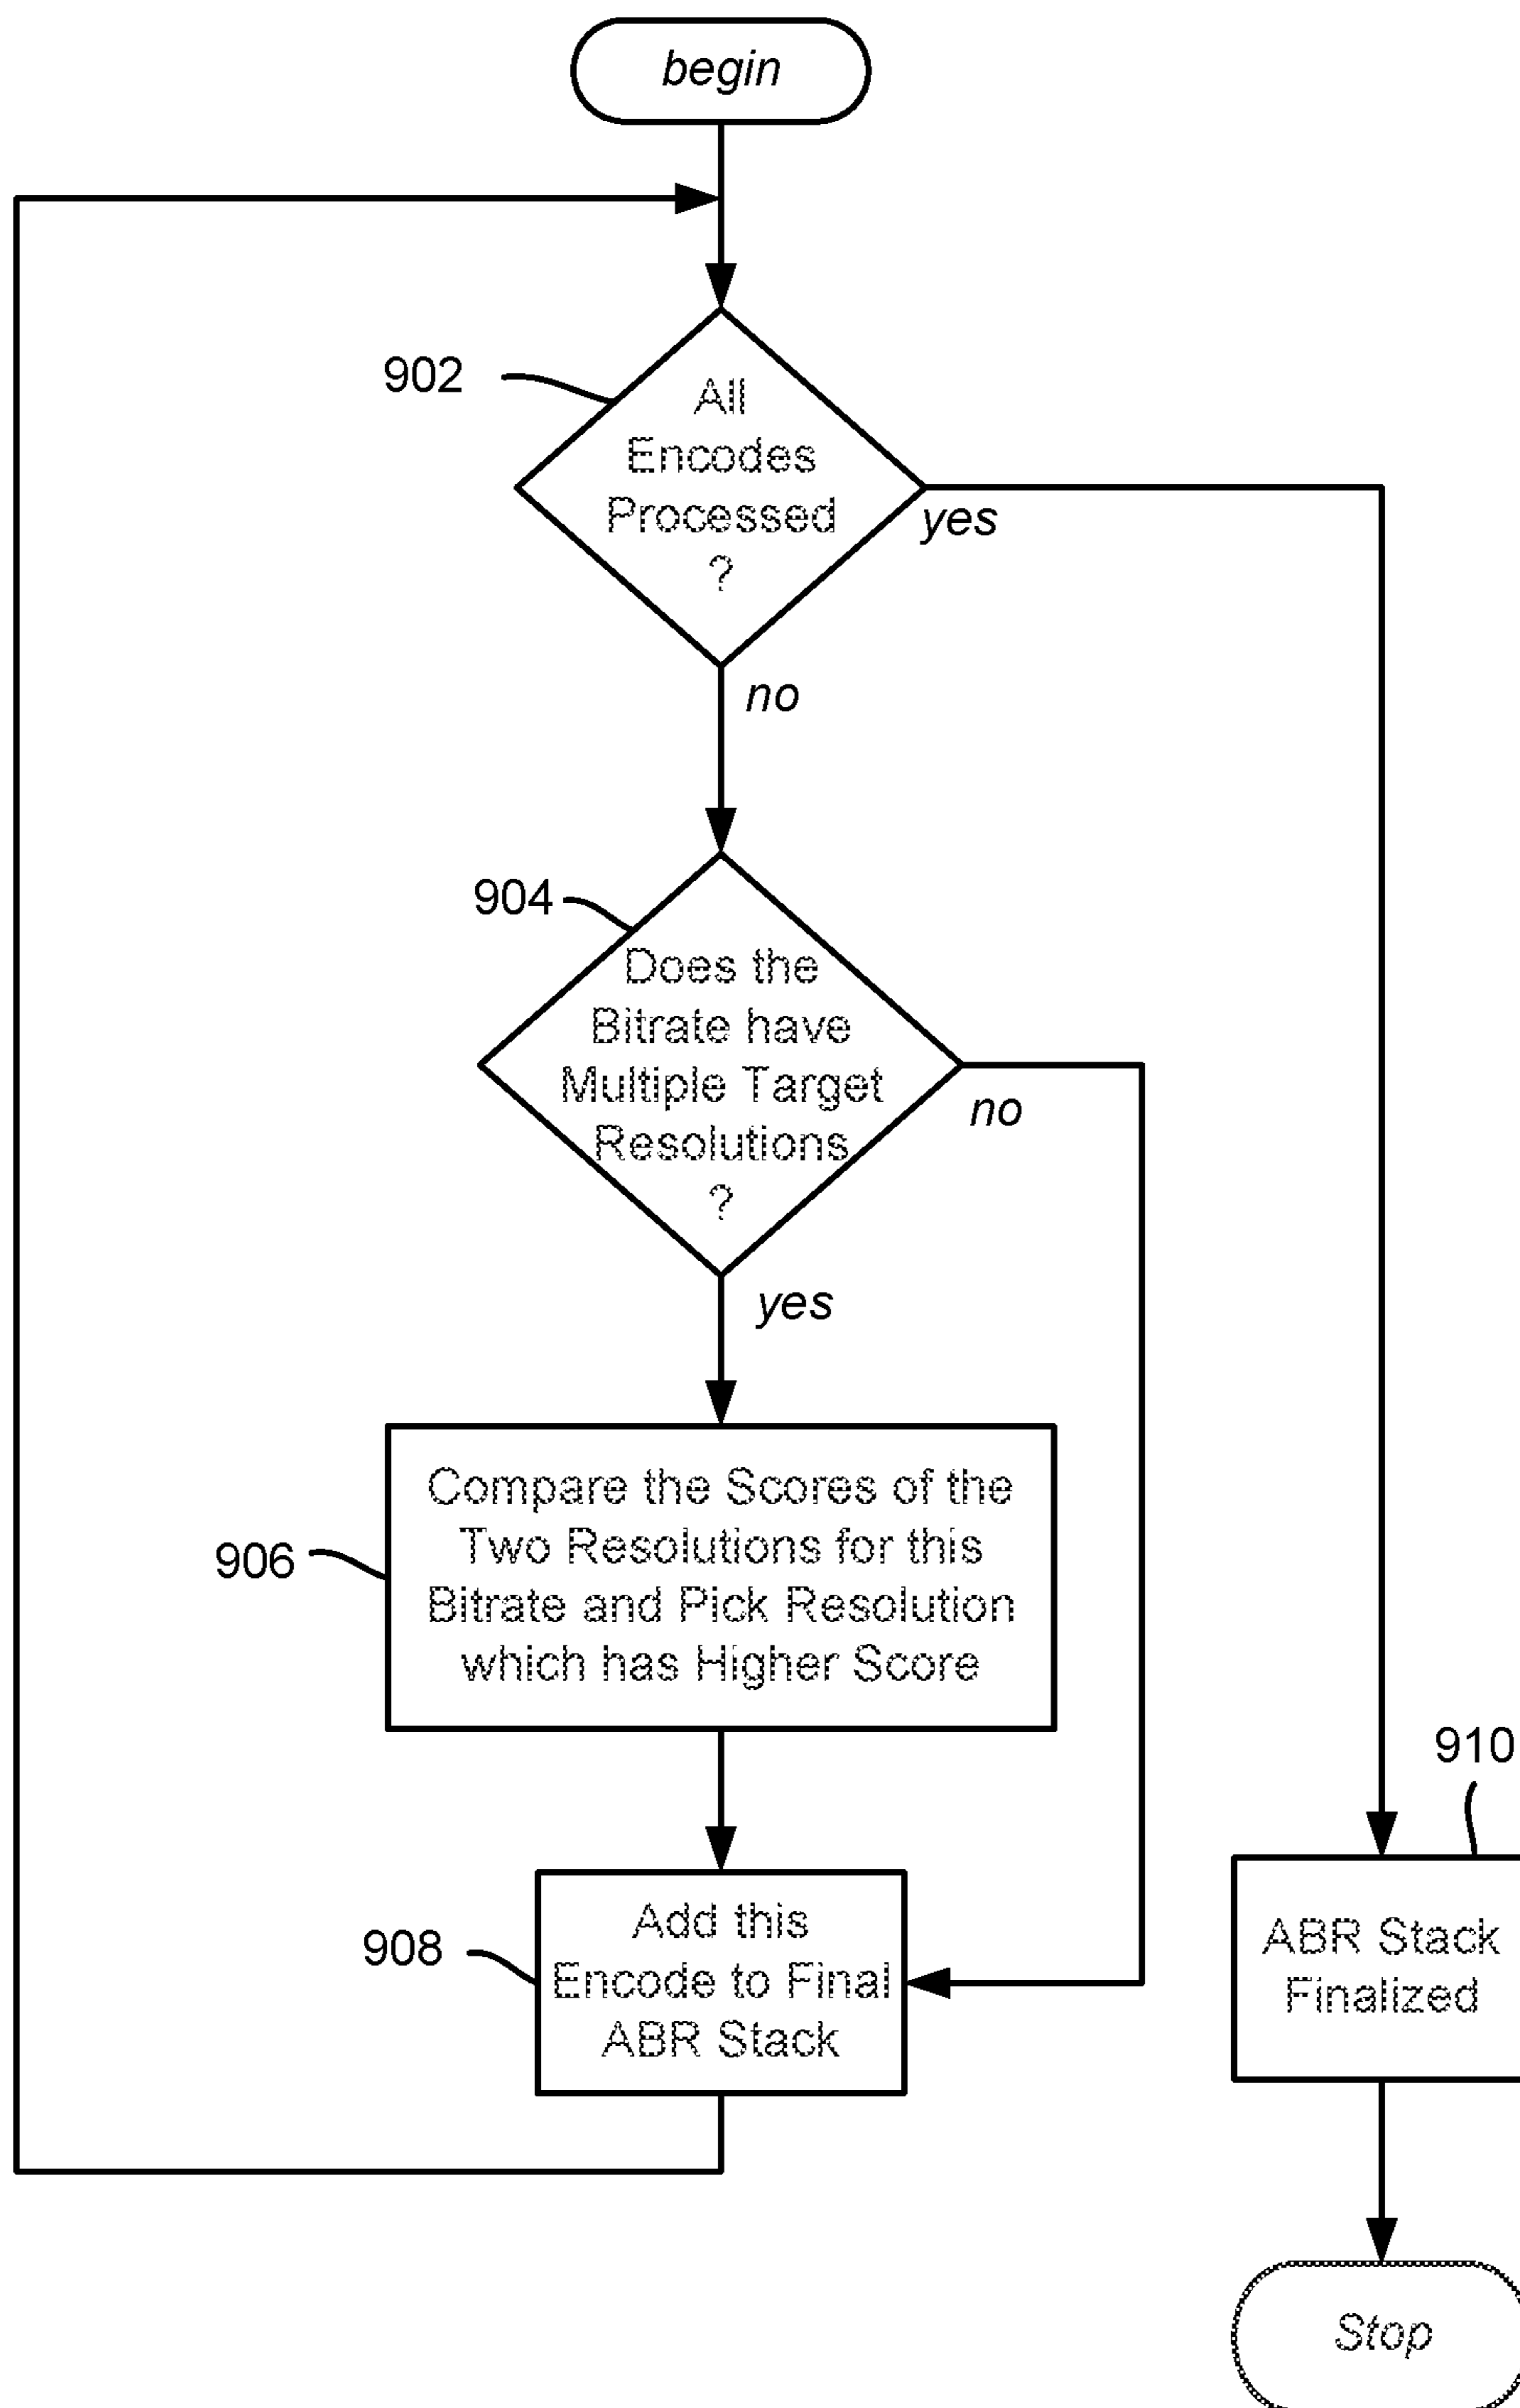 begin
902
All
Encodes
Processed
?
yes
no
904
Does the
Bitrate have
Multiple Target
Resolutions
?
no
yes
906
Compare the Scores of the
Two Resolutions for this
Bitrate and Pick Resolution
which has Higher Score
908
Add this
Encode to Final
ABR Stack
910
ABR Stack
Finalized
Stop